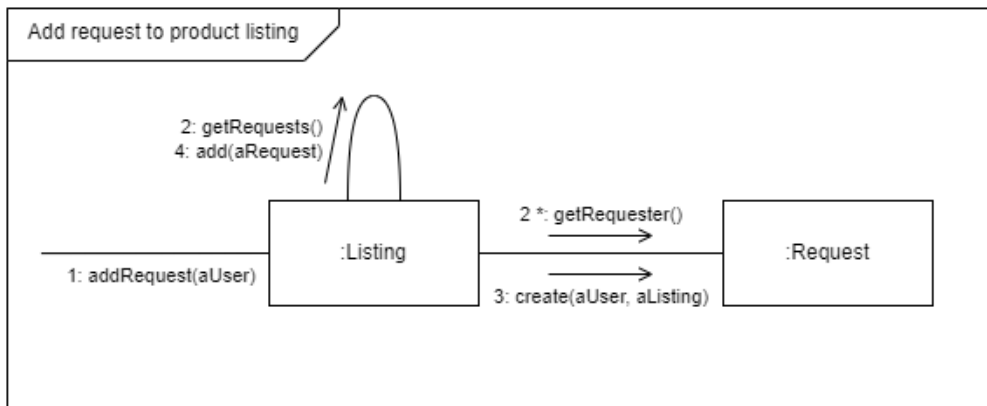 Add request to product listing
2: getRequests()
4: add(aRequest)
2 *: getRequester()
:Listing
:Request
1: addRequest(aUser)
3: create(aUser, aListing)